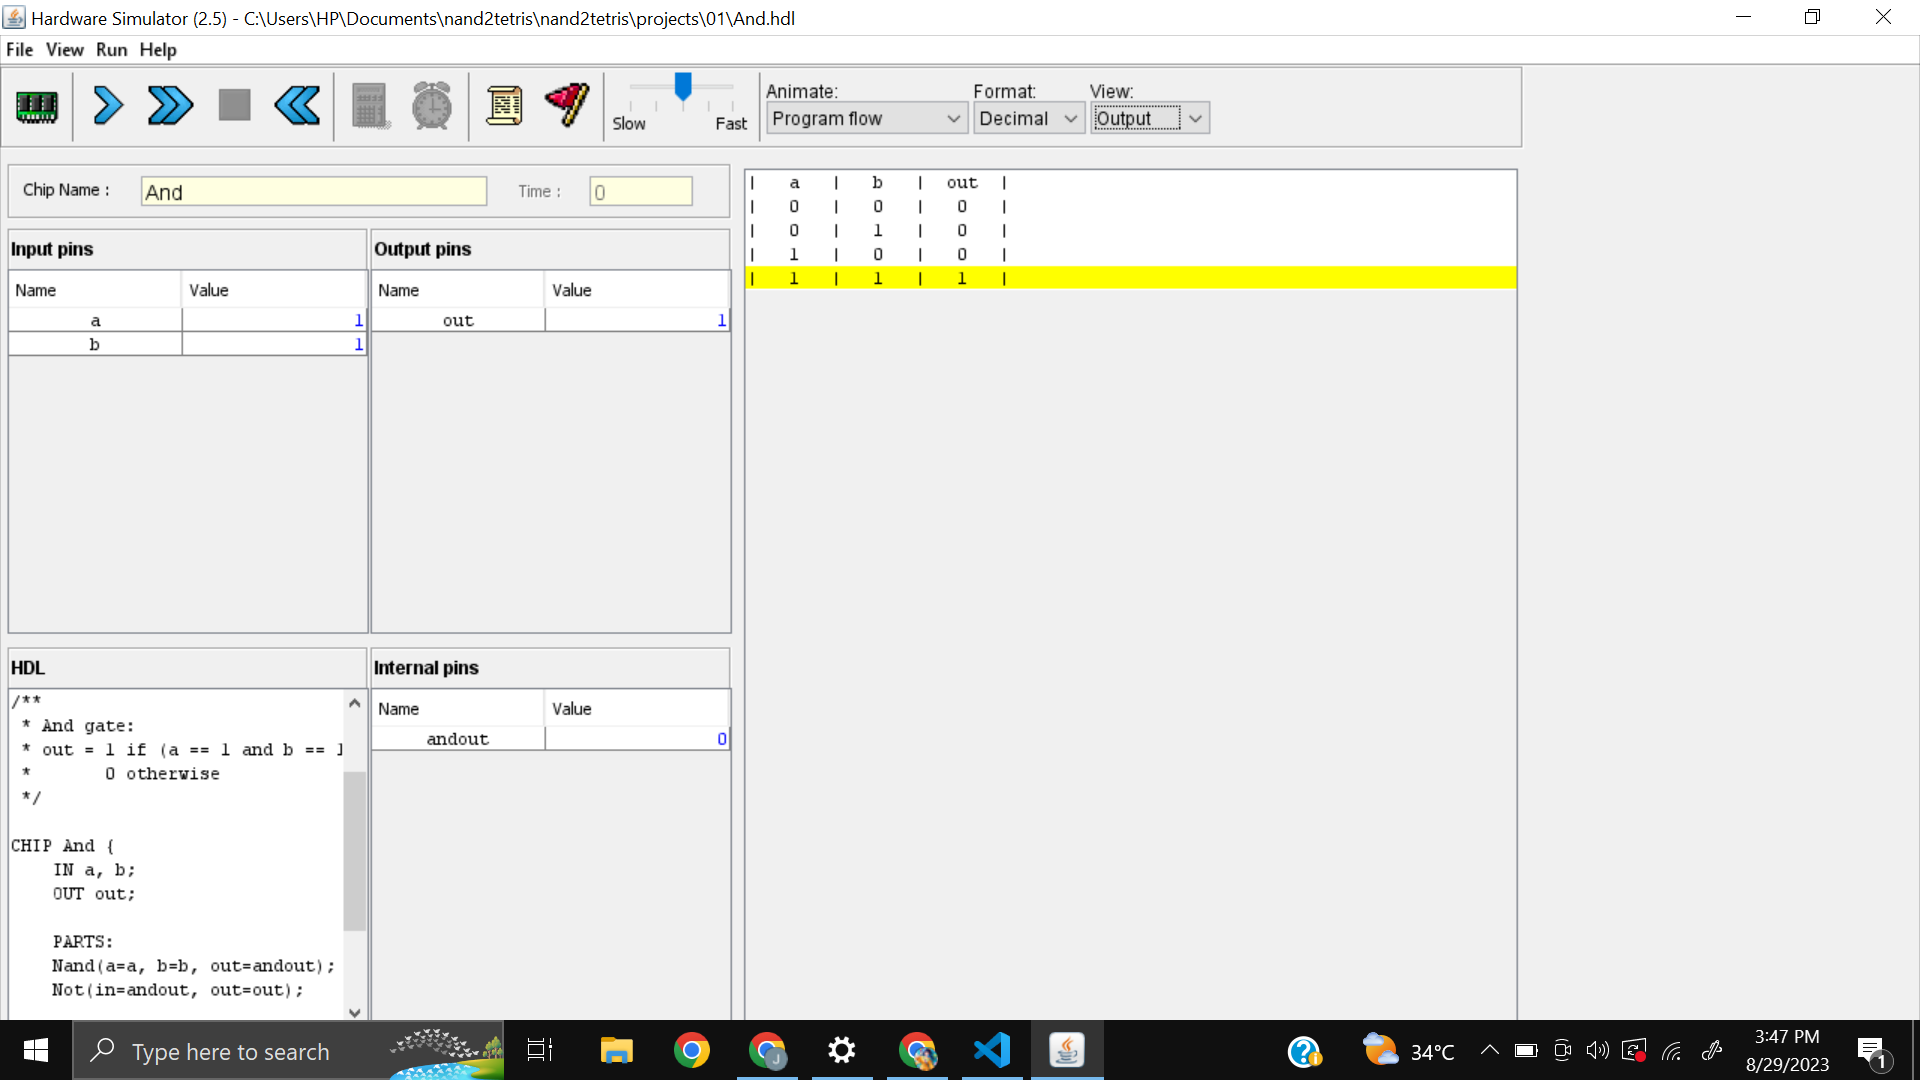 Hardware Simulator (2.5) - C:\Users\HP\Documents\nand2tetris\nand2tetris\projects\01\And.hdl
File View Run Help
Slow Fast
Animate: Format: View:
Program flow Decimal Output
Chip Name : And Time : 0
Input pins
Name Value
a 1
b 1
Output pins
Name Value
out 1
| a | b | out |
| 0 | 0 | 0 |
| 0 | 1 | 0 |
| 1 | 0 | 0 |
| 1 | 1 | 1 |
HDL
/**
* And gate:
* out = 1 if (a == 1 and b == 1
* 0 otherwise
*/
CHIP And {
IN a, b;
OUT out;
PARTS:
Nand(a=a, b=b, out=andout);
Not(in=andout, out=out);
Internal pins
Name Value
andout 0
Type here to search
J
34°C
3:47 PM
8/29/2023
1